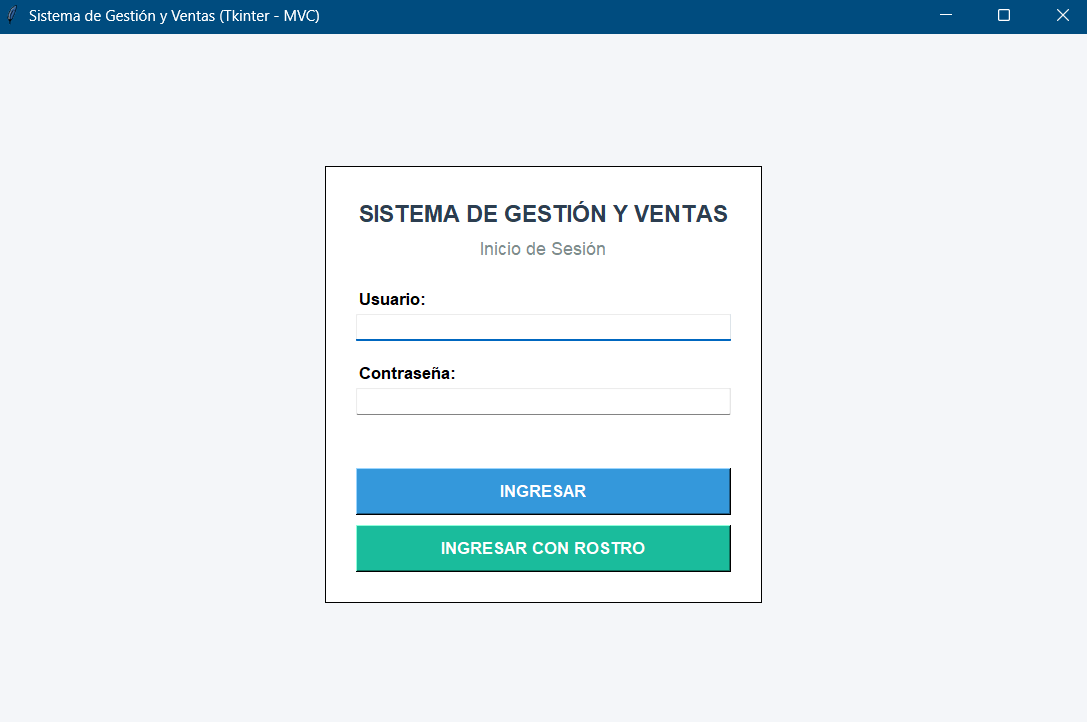 Sistema de Gestión y Ventas (Tkinter - MVC)
SISTEMA DE GESTIÓN Y VENTAS
Inicio de Sesión
Usuario:
Contraseña:
INGRESAR
INGRESAR CON ROSTRO